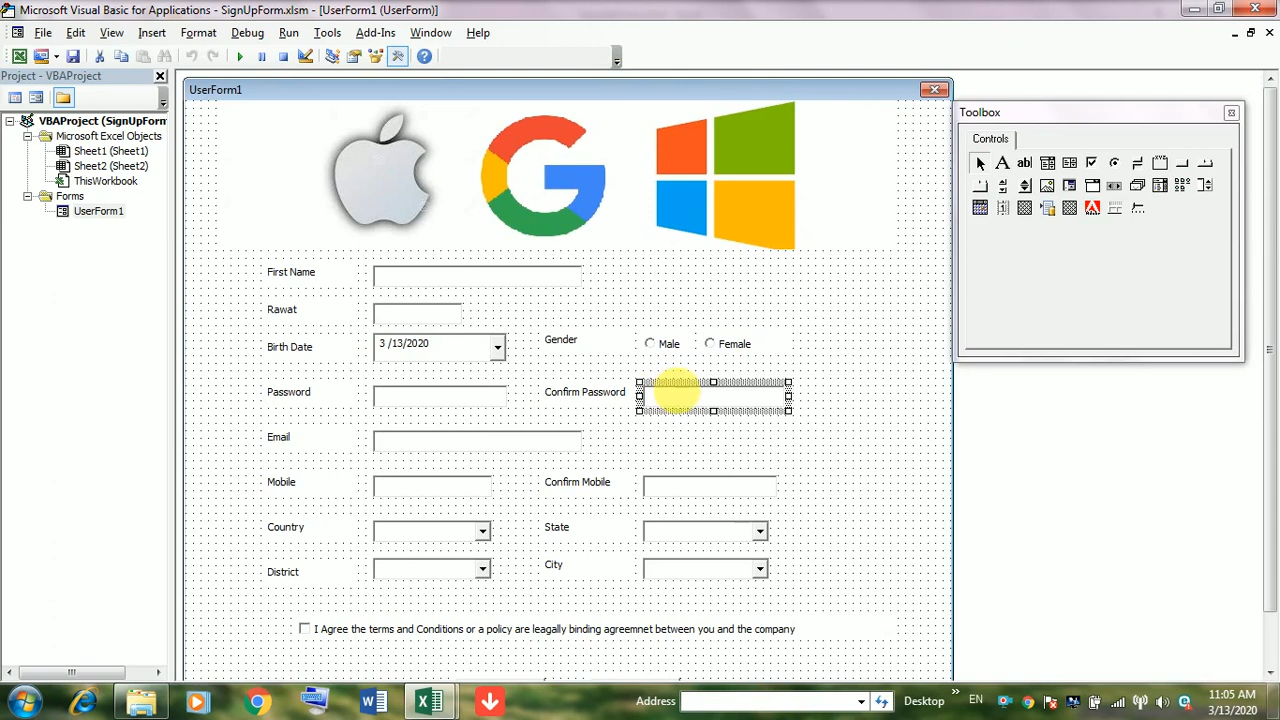 Microsoft Visual Basic for Applications - SignUpForm.xlsm - [UserForm1 (UserForm)]
File Edit View Insert Format Debug Run Tools Add-Ins Window Help
Project - VBAProject
VBAProject (SignUpForm
Microsoft Excel Objects
Sheet1 (Sheet1)
Sheet2 (Sheet2)
ThisWorkbook
Forms
UserForm1
UserForm1
First Name
Rawat
Birth Date 3 /13/2020 Gender Male Female
Password Confirm Password
Email
Mobile Confirm Mobile
Country State
District City
I Agree the terms and Conditions or a policy are leagally binding agreemnet between you and the company
Toolbox
Controls
A ab|
Address Desktop » EN 11:05 AM
3/13/2020